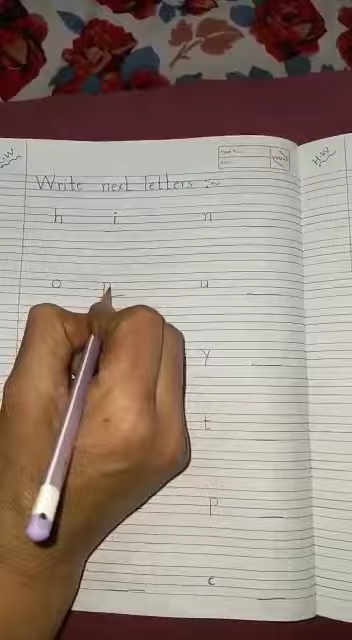 H.W
Write next letters :~
h i n
o u
y
t
p
c